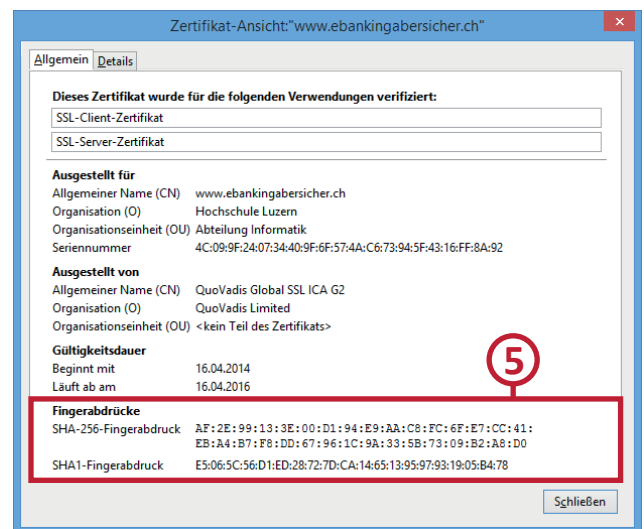 Zertifikat-Ansicht:"www.ebankingabersicher.ch"
Allgemein Details
Dieses Zertifikat wurde für die folgenden Verwendungen verifiziert:
SSL-Client-Zertifikat
SSL-Server-Zertifikat
Ausgestellt für
Allgemeiner Name (CN) www.ebankingabersicher.ch
Organisation (O) Hochschule Luzern
Organisationseinheit (OU) Abteilung Informatik
Seriennummer 4C:09:9F:24:07:34:40:9F:6F:57:4A:C6:73:94:5F:43:16:FF:8A:92
Ausgestellt von
Allgemeiner Name (CN) QuoVadis Global SSL ICA G2
Organisation (O) QuoVadis Limited
Organisationseinheit (OU) <kein Teil des Zertifikats>
Gültigkeitsdauer
Beginnt mit 16.04.2014
Läuft ab am 16.04.2016
5
Fingerabdrücke
SHA-256-Fingerabdruck AF:2E:99:13:3E:00:D1:94:E9:AA:C8:FC:6F:E7:CC:41:
EB:A4:B7:F8:DD:67:96:1C:9A:33:5B:73:09:B2:A8:D0
SHA1-Fingerabdruck E5:06:5C:56:D1:ED:28:72:7D:CA:14:65:13:95:97:93:19:05:B4:78
Schließen